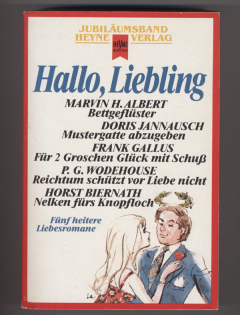 JUBILÄUMSBAND
HEYNE VERLAG
Hallo, Liebling
MARVIN H. ALBERT
Bettgeflüster
DORIS JANNAUSCH
Mustergatte abzugeben
FRANK GALLUS
Für 2 Groschen Glück mit Schuß
P. G. WODEHOUSE
Reichtum schützt vor Liebe nicht
HORST BIERNATH
Nelken fürs Knopfloch
Fünf heitere
Liebesromane